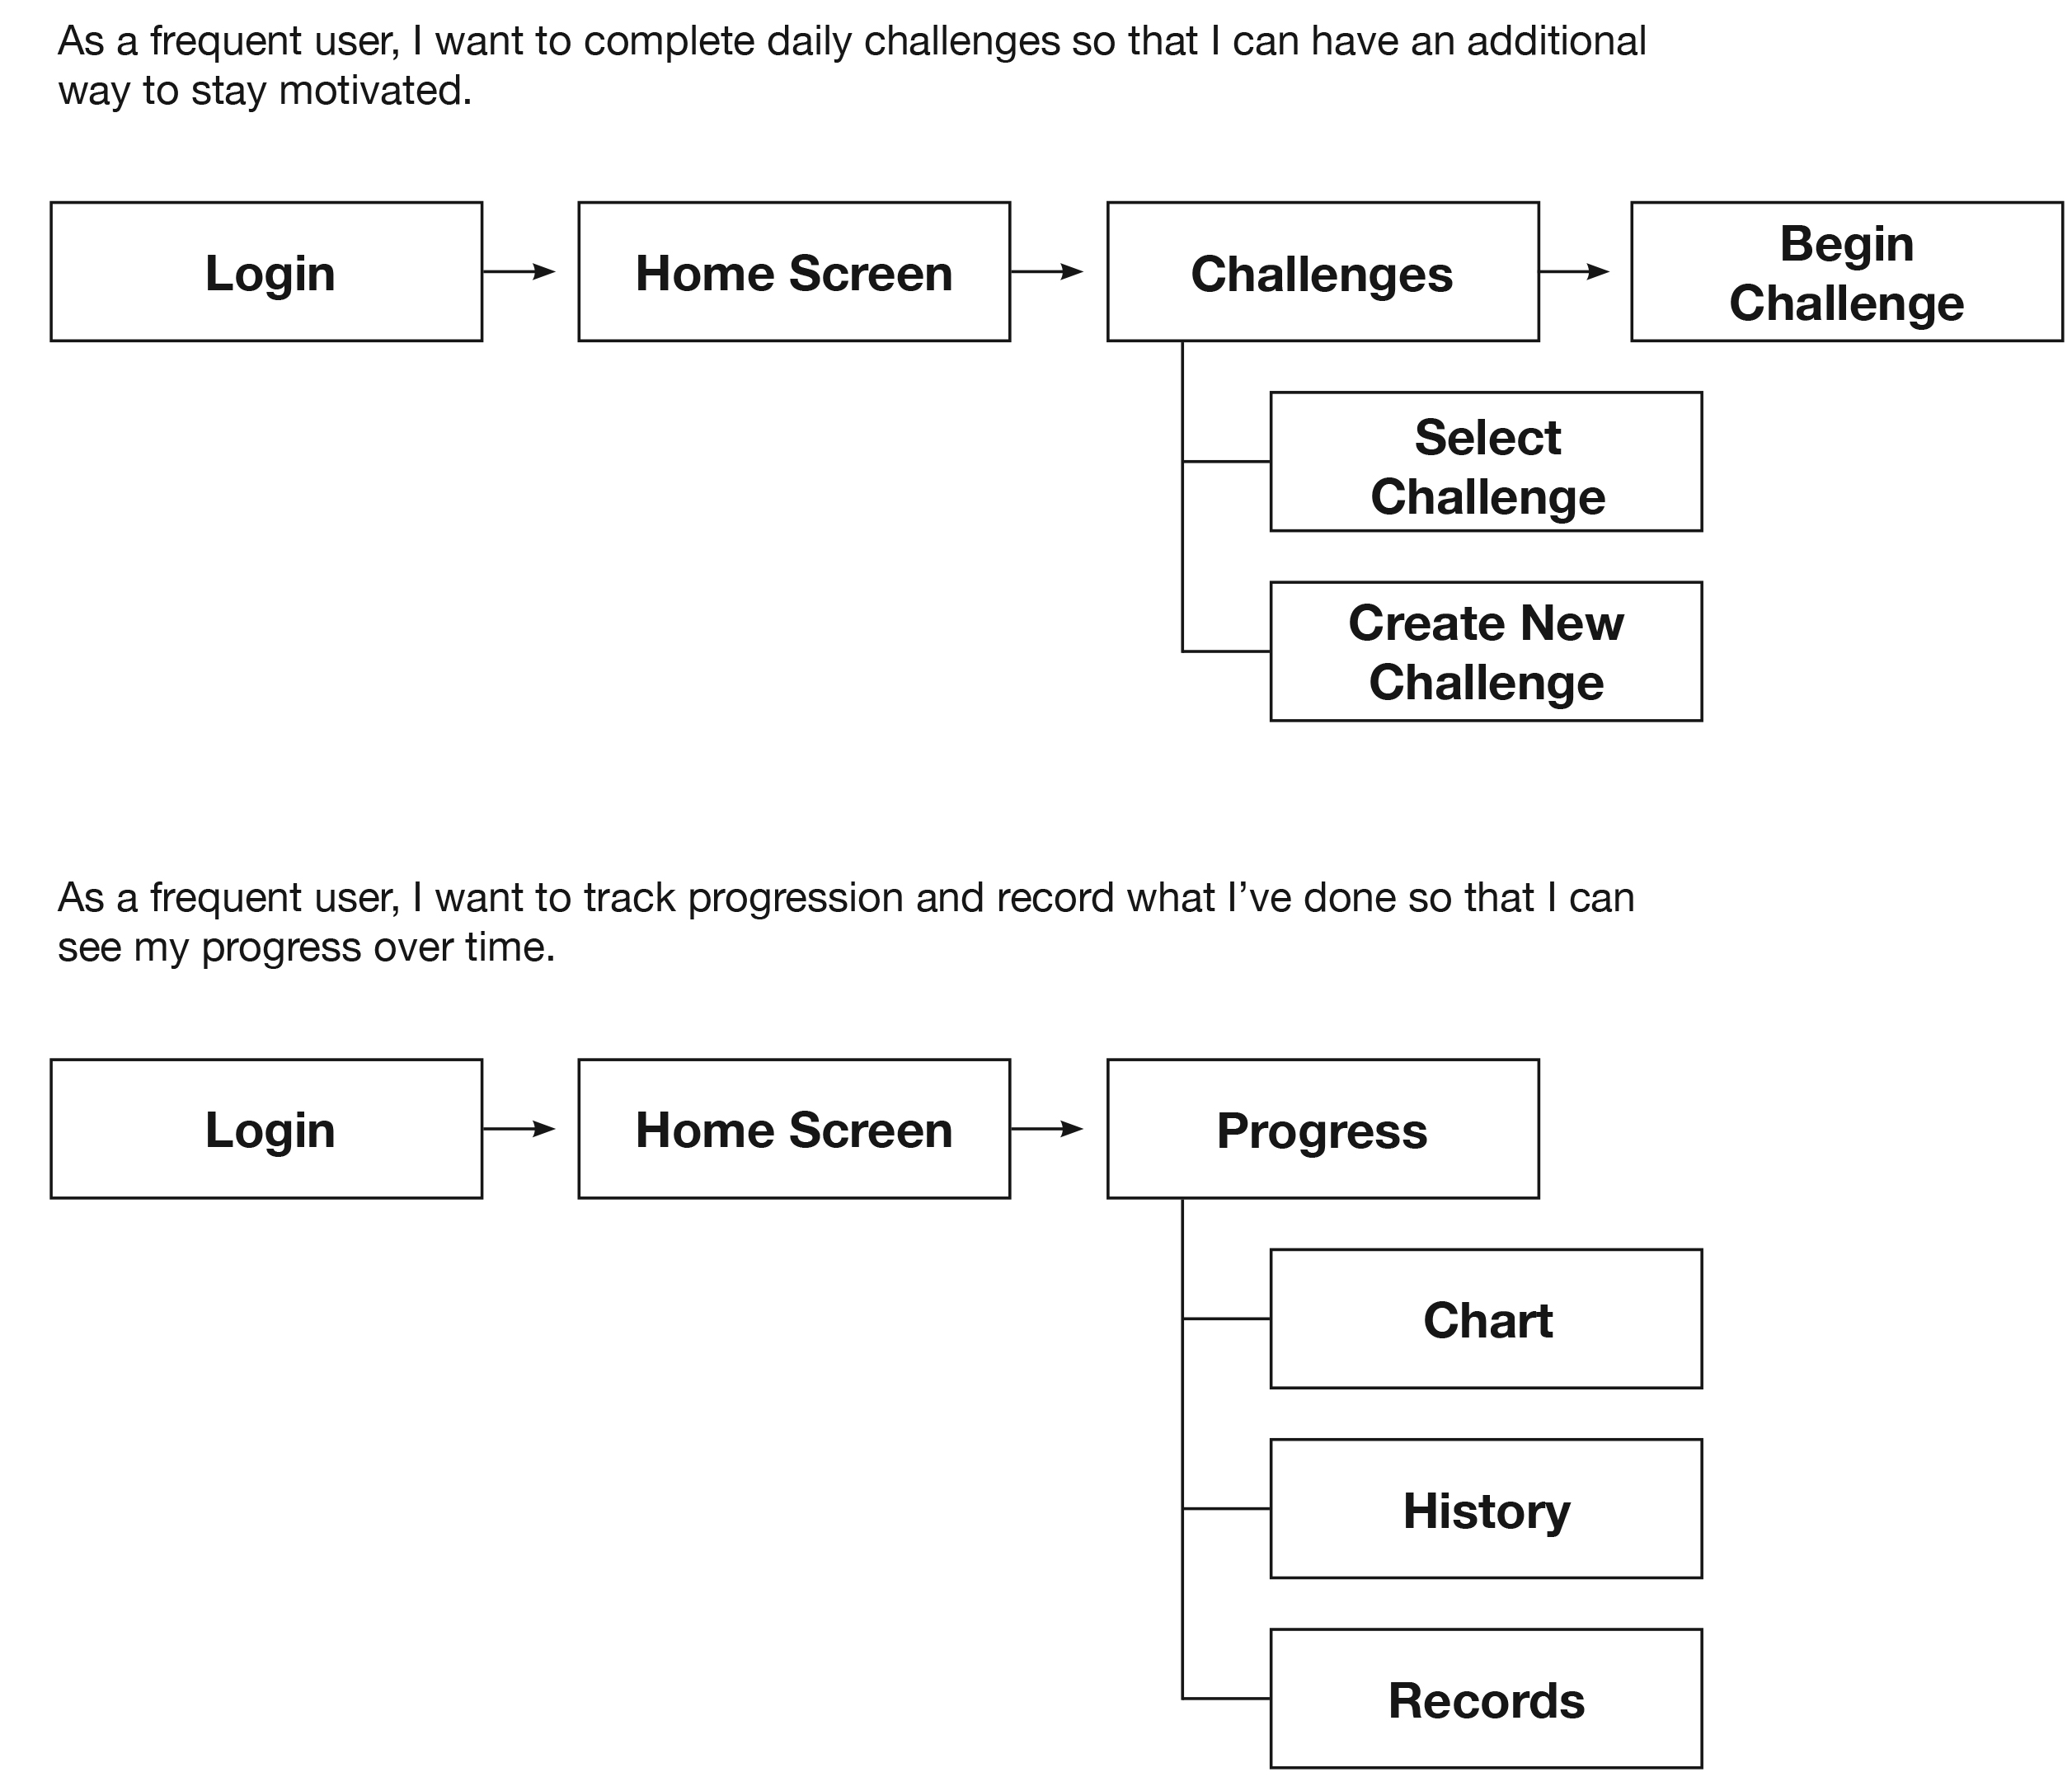 As a frequent user, I want to complete daily challenges so that I can have an additional
way to stay motivated.
Login
Home Screen
Challenges
Begin
Challenge
Select
Challenge
Create New
Challenge
As a frequent user, I want to track progression and record what I’ve done so that I can
see my progress over time.
Login
Home Screen
Progress
Chart
History
Records